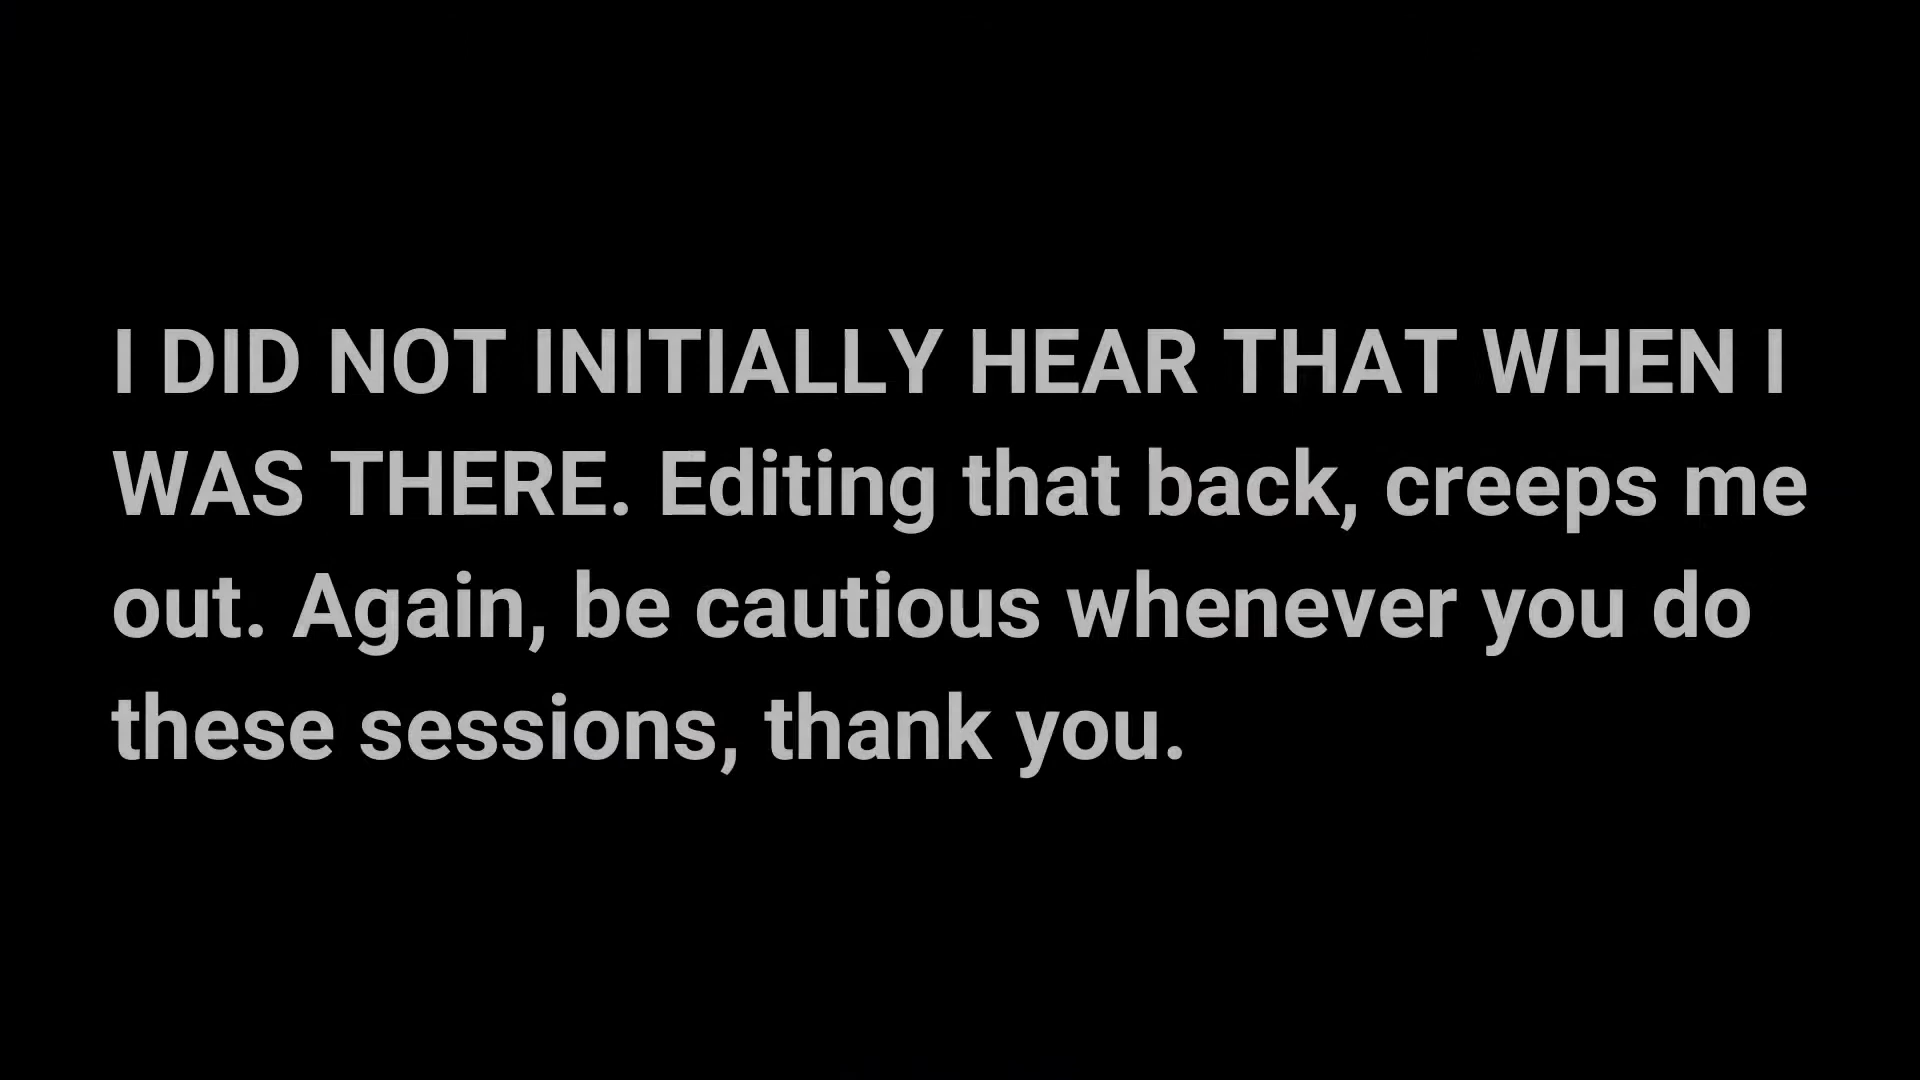 I DID NOT INITIALLY HEAR THAT WHEN I
WAS THERE. Editing that back, creeps me
out. Again, be cautious whenever you do
these sessions, thank you.